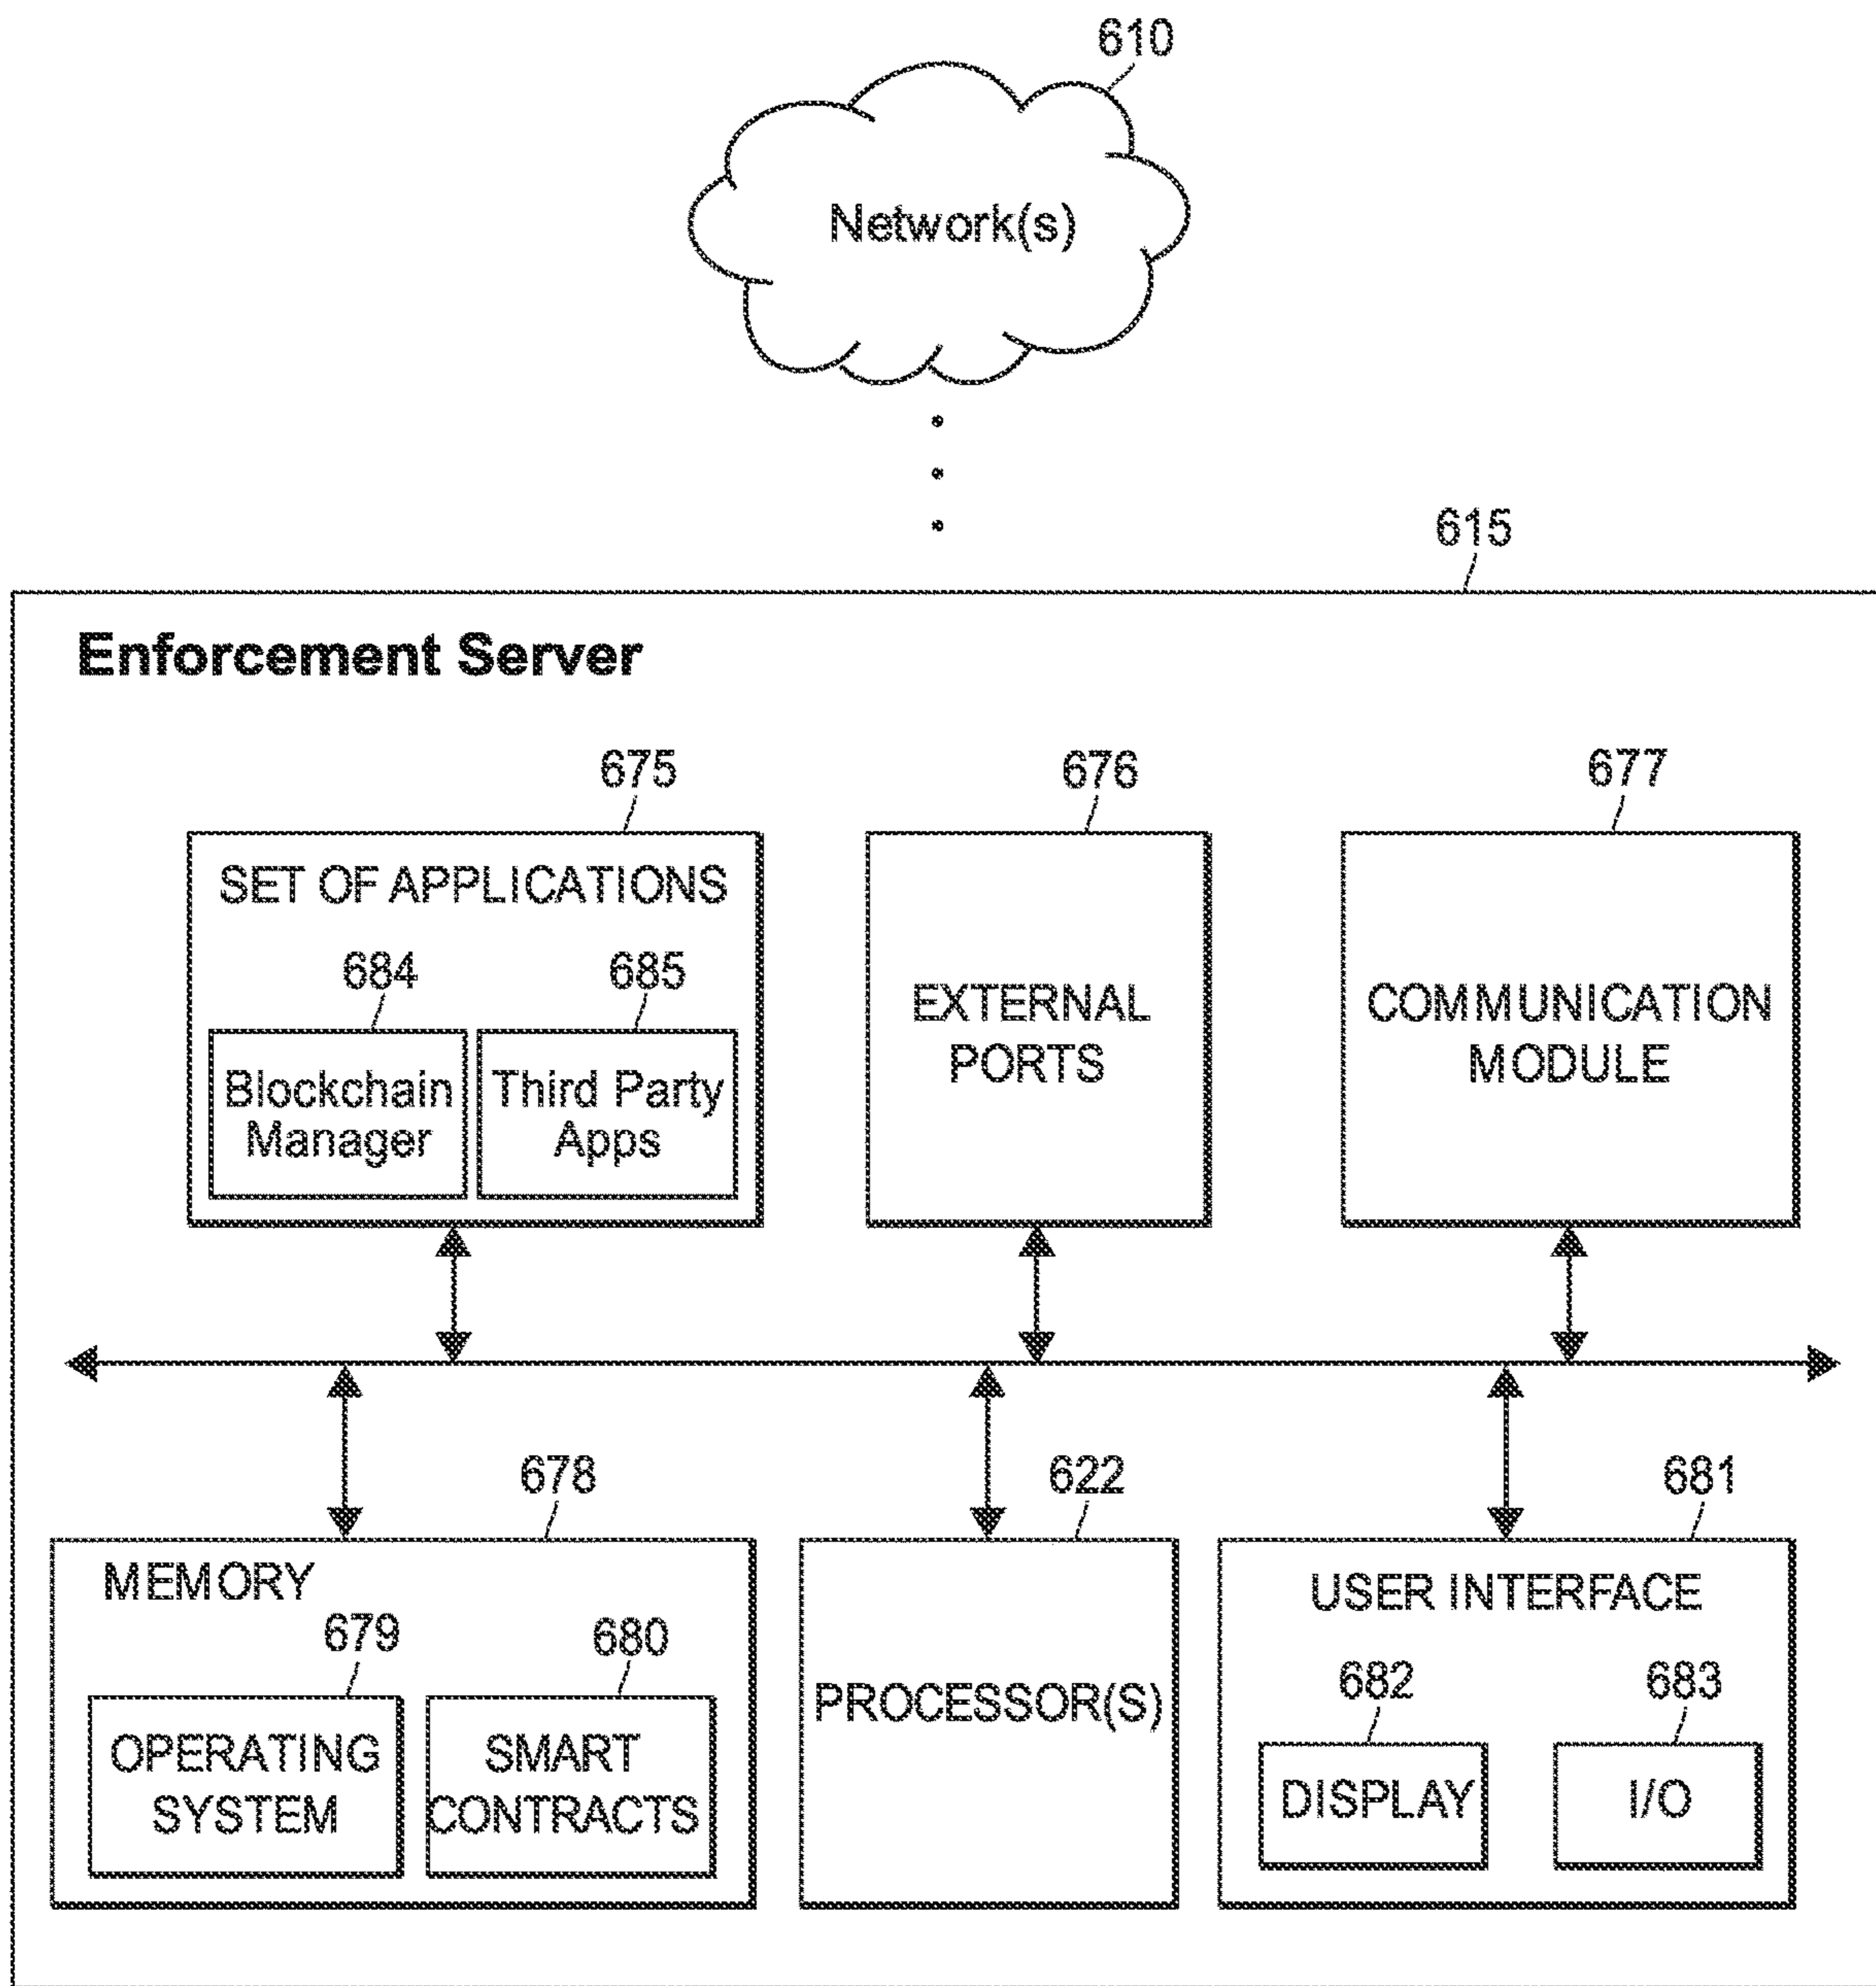 610
Network(s)
615
Enforcement Server
675
676
677
SET OF APPLICATIONS
684
685
Blockchain
Manager
Third Party
Apps
EXTERNAL
PORTS
COMMUNICATION
MODULE
678
622
681
MEMORY
679
680
OPERATING
SYSTEM
SMART
CONTRACTS
PROCESSOR(S)
USER INTERFACE
682
683
DISPLAY
I/O